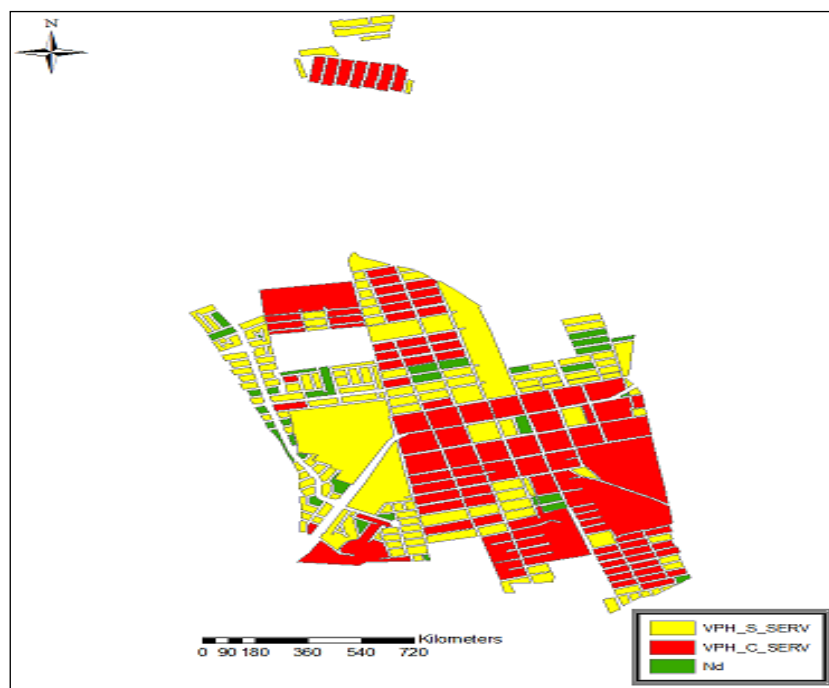 N
Kilometers
0 90 180 360 540 720
VPH_S_SERV
VPH_C_SERV
Nd